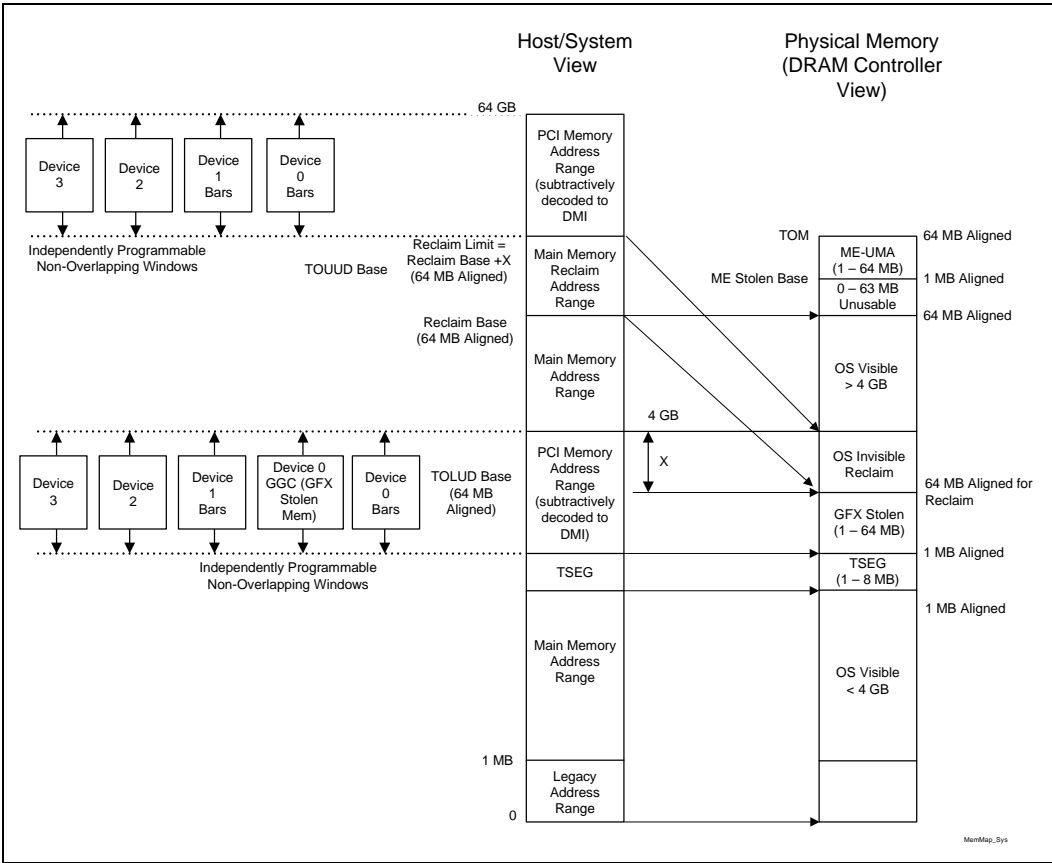 Host/System
View
Physical Memory
(DRAM Controller
View)
64 GB
Device
3
Device
2
Device
1
Bars
Device
0
Bars
PCI Memory
Address
Range
(subtractively
decoded to
DMI
Independently Programmable
Non-Overlapping Windows
TOUUD Base
Reclaim Limit =
Reclaim Base +X
(64 MB Aligned)
Main Memory
Reclaim
Address
Range
TOM
ME-UMA
(1 – 64 MB)
64 MB Aligned
ME Stolen Base
1 MB Aligned
0 – 63 MB
Unusable
64 MB Aligned
Reclaim Base
(64 MB Aligned)
Main Memory
Address
Range
OS Visible
> 4 GB
4 GB
Device
3
Device
2
Device
1
Bars
Device 0
GGC (GFX
Stolen
Mem)
Device
0
Bars
TOLUD Base
(64 MB
Aligned)
PCI Memory
Address
Range
(subtractively
decoded to
DMI)
X
OS Invisible
Reclaim
64 MB Aligned for
Reclaim
GFX Stolen
(1 – 64 MB)
1 MB Aligned
Independently Programmable
Non-Overlapping Windows
TSEG
TSEG
(1 – 8 MB)
1 MB Aligned
Main Memory
Address
Range
OS Visible
< 4 GB
1 MB
Legacy
Address
Range
0
MemMap_Sys